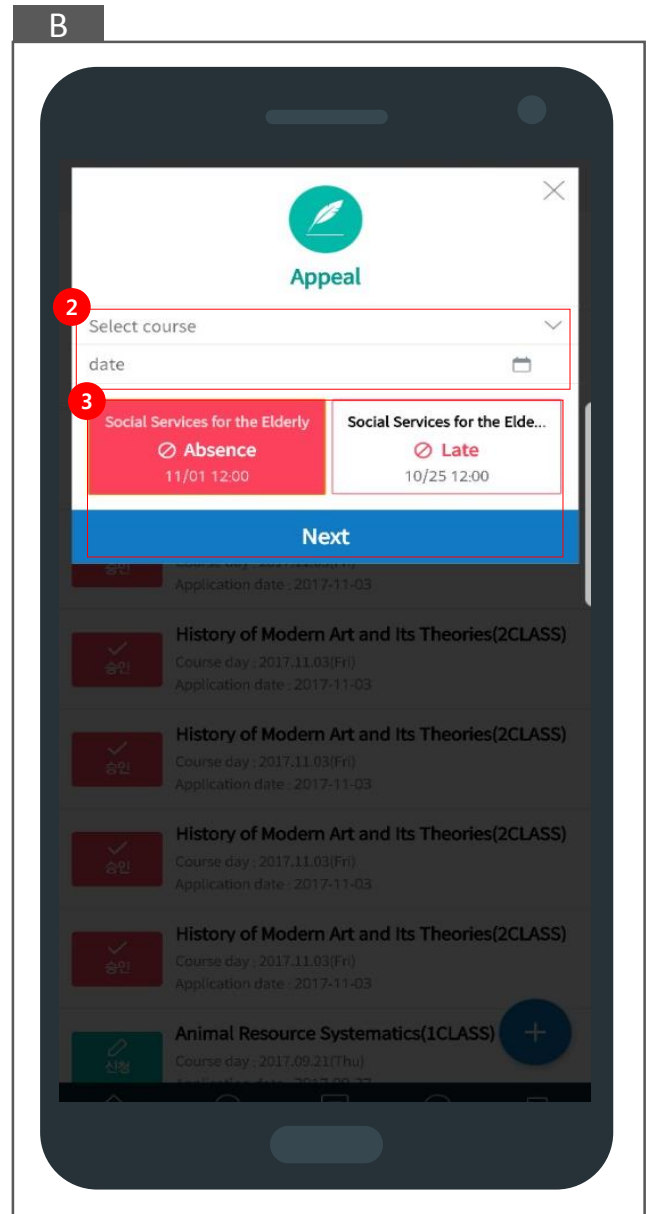 B
Appeal
2
Select course
date
3
Social Services for the Elderly
Absence
11/01 12:00
Social Services for the Elde...
Late
10/25 12:00
Next
승인
Application date : 2017-11-03
승인
History of Modern Art and Its Theories(2CLASS)
Course day : 2017.11.03(Fri)
Application date : 2017-11-03
승인
History of Modern Art and Its Theories(2CLASS)
Course day : 2017.11.03(Fri)
Application date : 2017-11-03
승인
History of Modern Art and Its Theories(2CLASS)
Course day : 2017.11.03(Fri)
Application date : 2017-11-03
승인
History of Modern Art and Its Theories(2CLASS)
Course day : 2017.11.03(Fri)
Application date : 2017-11-03
신청
Animal Resource Systematics(1CLASS)
Course day : 2017.09.21(Thu)